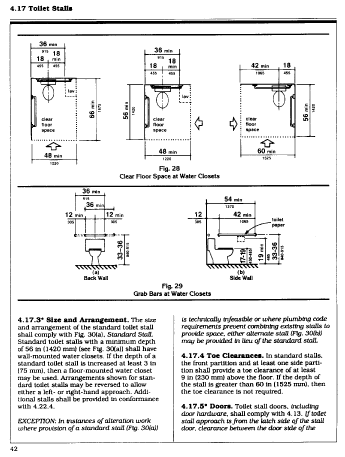 4.17 Toilet Stalls
36 min
915
18 min
455
18 min
455
lav
66 min
1675
clear
floor
space
48 min
1220
36 min
915
18 min
455
18 min
455
lav
56 min
1420
clear
floor
space
48 min
1220
42 min
1065
18
455
56 min
1420
clear
floor
space
60 min
1525
Fig. 28
Clear Floor Space at Water Closets
36 min
915
36 min
12 min
305
12 min
305
33-36
840-915
(a)
Back Wall
54 min
1370
12
305
42 min
1065
toilet
paper
17-19
19 min
33-36
840-915
(b)
Side Wall
Fig. 29
Grab Bars at Water Closets
4.17.3* Size and Arrangement. The size
and arrangement of the standard toilet stall
shall comply with Fig. 30(a), Standard Stall.
Standard toilet stalls with a minimum depth
of 56 in (1420 mm) (see Fig. 30(a)) shall have
wall-mounted water closets. If the depth of a
standard toilet stall is increased at least 3 in
(75 mm), then a floor-mounted water closet
may be used. Arrangements shown for stan-
dard toilet stalls may be reversed to allow
either a left- or right-hand approach. Addi-
tional stalls shall be provided in conformance
with 4.22.4.
EXCEPTION: In instances of alteration work
where provision of a standard stall (Fig. 30(a))
is technically infeasible or where plumbing code
requirements prevent combining existing stalls to
provide space, either alternate stall (Fig. 30(b))
may be provided in lieu of the standard stall.
4.17.4 Toe Clearances. In standard stalls,
the front partition and at least one side parti-
tion shall provide a toe clearance of at least
9 in (230 mm) above the floor. If the depth of
the stall is greater than 60 in (1525 mm), then
the toe clearance is not required.
4.17.5* Doors. Toilet stall doors, including
door hardware, shall comply with 4.13. If toilet
stall approach is from the latch side of the stall
door, clearance between the door side of the
42